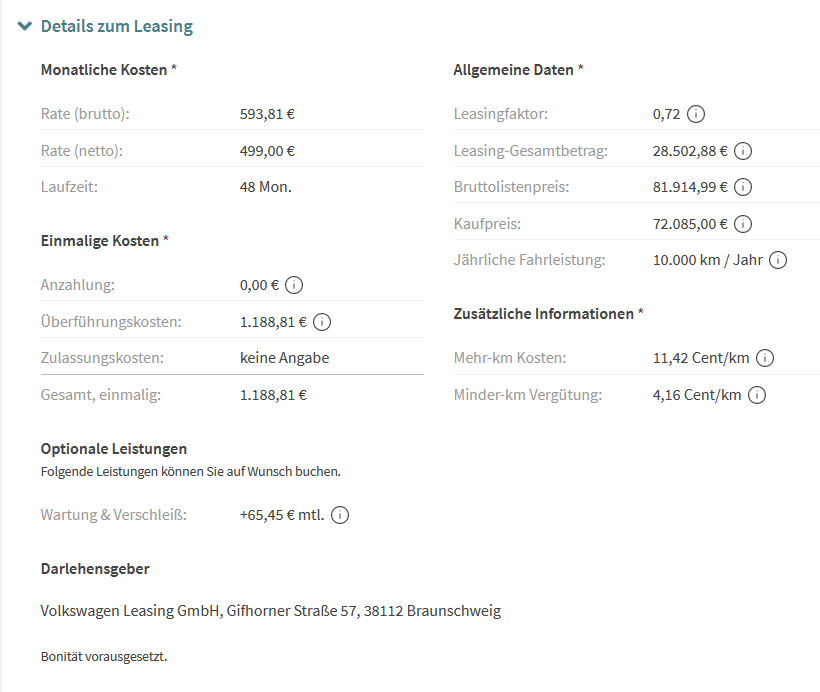 Details zum Leasing
Monatliche Kosten *
Rate (brutto): 593,81 €
Rate (netto): 499,00 €
Laufzeit: 48 Mon.
Einmalige Kosten *
Anzahlung: 0,00 €
Überführungskosten: 1.188,81 €
Zulassungskosten: keine Angabe
Gesamt, einmalig: 1.188,81 €
Optionale Leistungen
Folgende Leistungen können Sie auf Wunsch buchen.
Wartung & Verschleiß: +65,45 € mtl.
Darlehensgeber
Volkswagen Leasing GmbH, Gifhorner Straße 57, 38112 Braunschweig
Bonität vorausgesetzt.
Allgemeine Daten *
Leasingfaktor: 0,72
Leasing-Gesamtbetrag: 28.502,88 €
Bruttolistenpreis: 81.914,99 €
Kaufpreis: 72.085,00 €
Jährliche Fahrleistung: 10.000 km / Jahr
Zusätzliche Informationen *
Mehr-km Kosten: 11,42 Cent/km
Minder-km Vergütung: 4,16 Cent/km